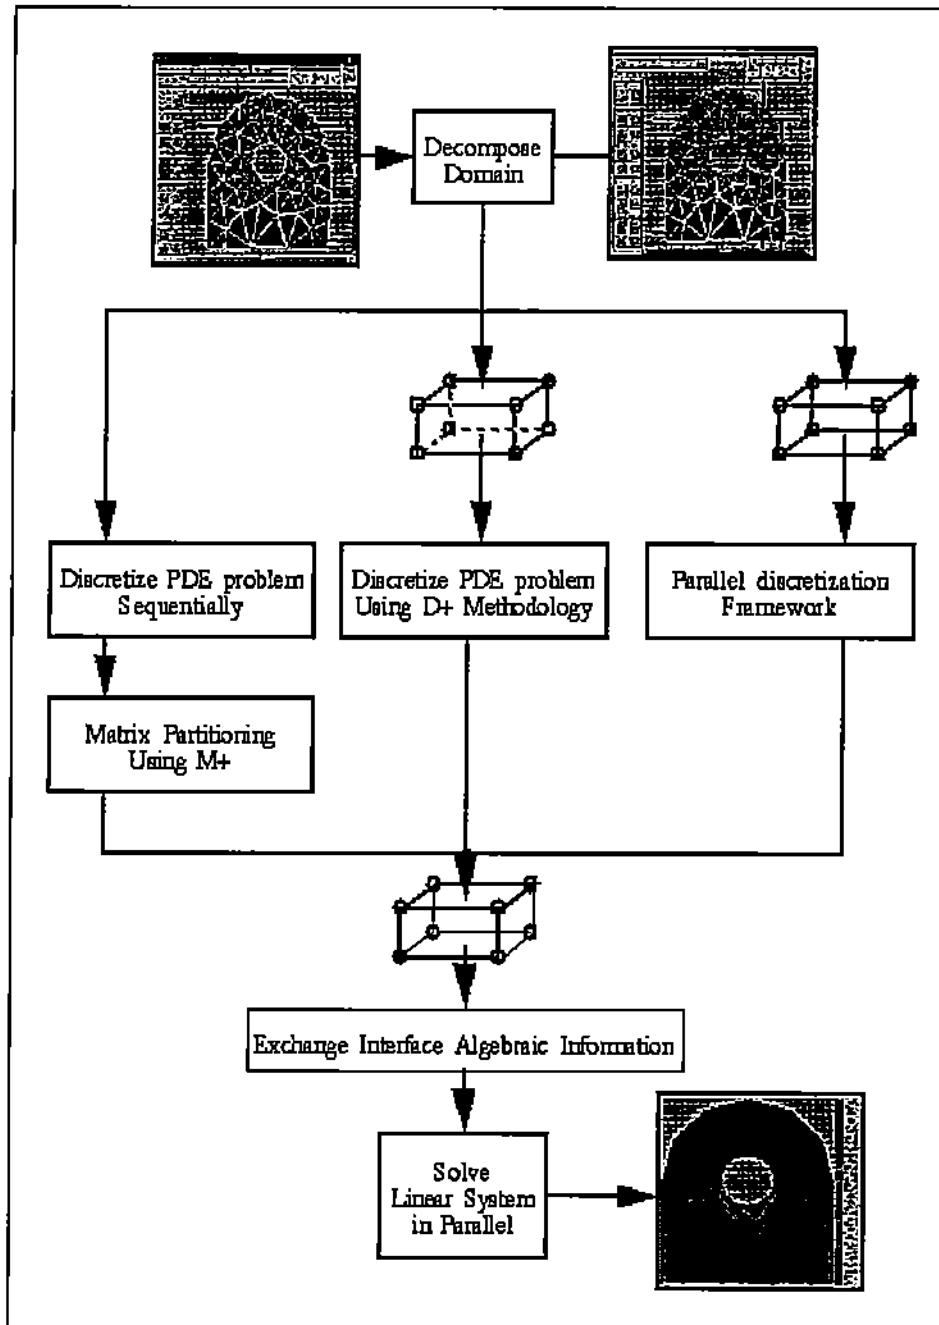 Decompose
Domain
Discretize PDE problem
Sequentially
Discretize PDE problem
Using D+ Methodology
Parallel discretization
Framework
Matrix Partitioning
Using M+
Exchange Interface Algebraic Information
Solve
Linear System
in Parallel